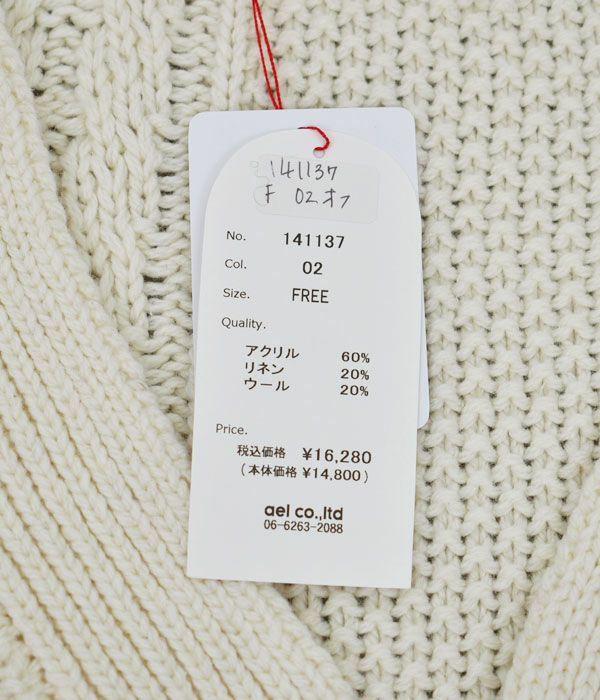 141137
F 02オフ
No. 141137
Col. 02
Size. FREE
Quality.
アクリル 60%
リネン 20%
ウール 20%
Price.
税込価格 ¥16,280
(本体価格 ¥14,800)
ael co.,ltd
06-6263-2088